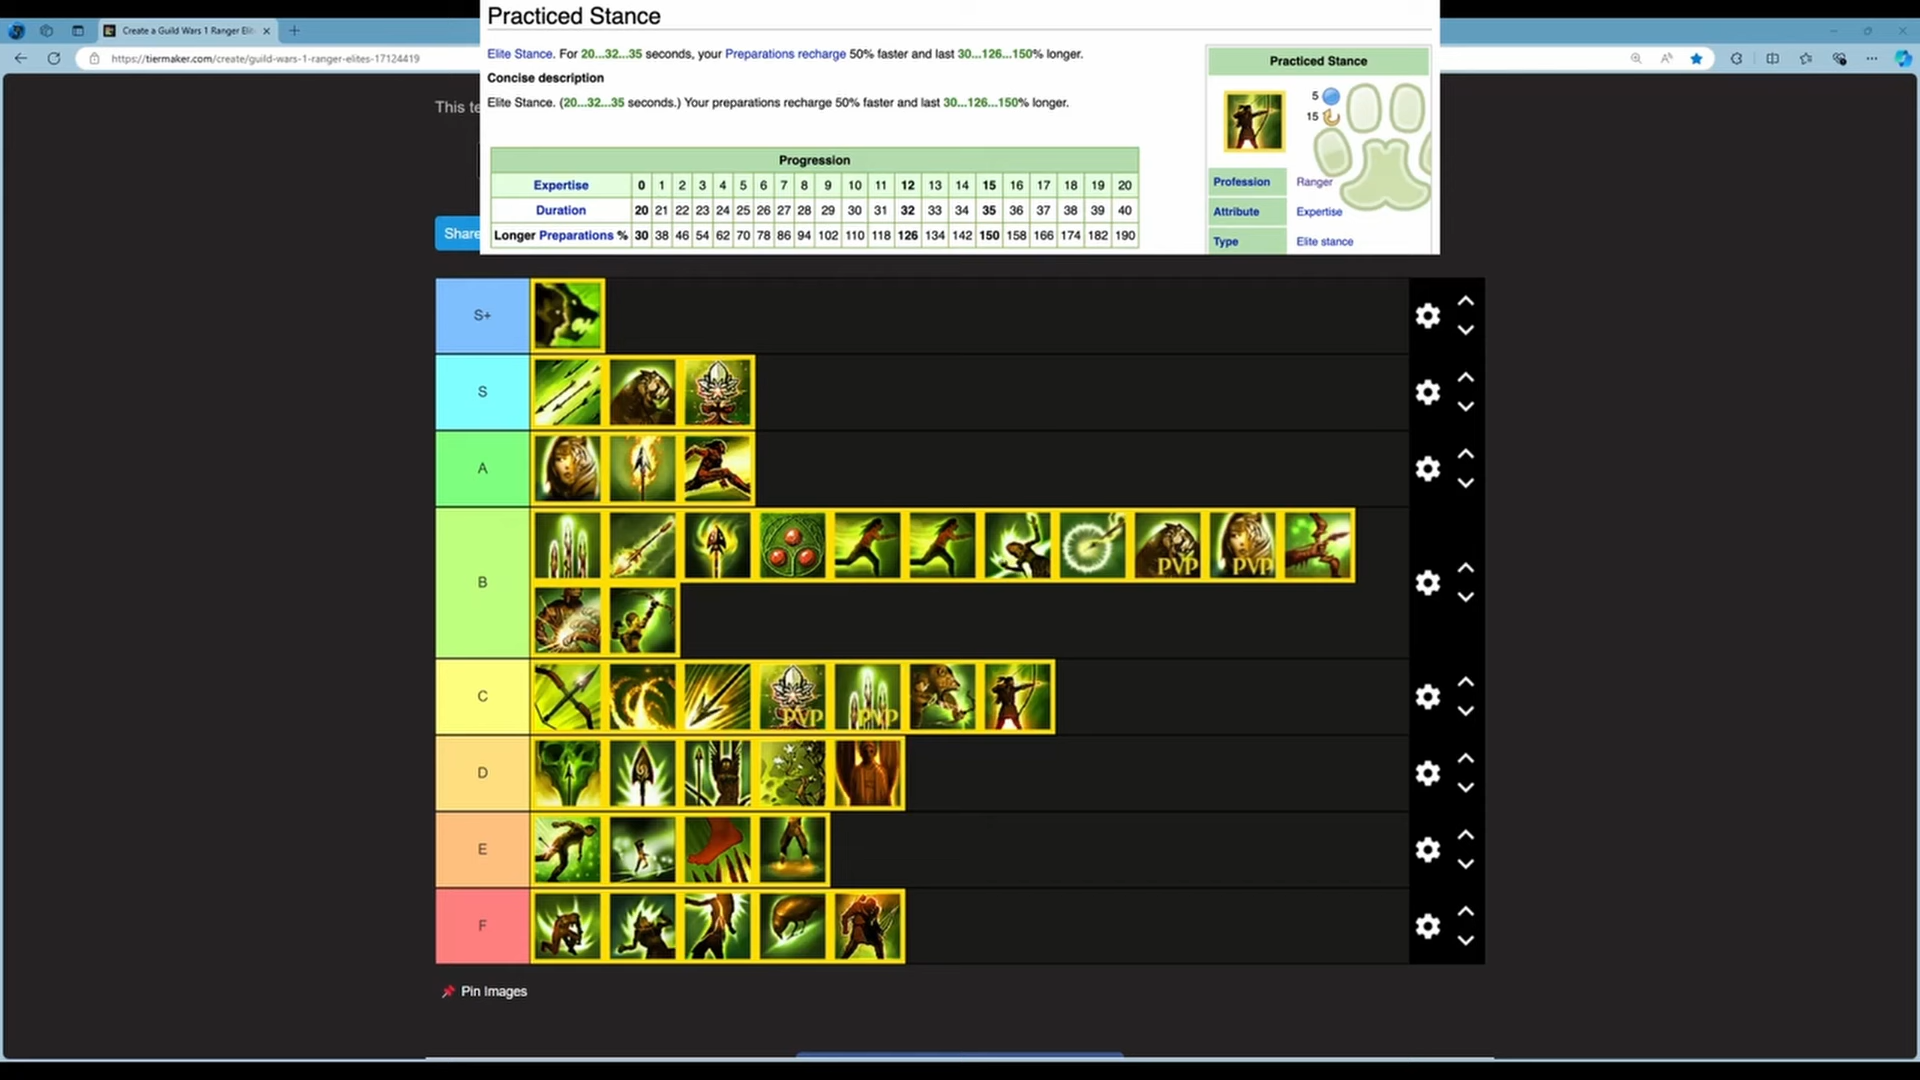 Practiced Stance
Create a Guild Wars 1 Ranger Elit
https://tiermaker.com/create/guild-wars-1-ranger-elites-17124419
Elite Stance. For 20...32...35 seconds, your Preparations recharge 50% faster and last 30...126...150% longer.
Concise description
Elite Stance. (20...32...35 seconds.) Your preparations recharge 50% faster and last 30...126...150% longer.
Practiced Stance
5
15
This te
Progression
Expertise 0 1 2 3 4 5 6 7 8 9 10 11 12 13 14 15 16 17 18 19 20
Duration 20 21 22 23 24 25 26 27 28 29 30 31 32 33 34 35 36 37 38 39 40
Longer Preparations % 30 38 46 54 62 70 78 86 94 102 110 118 126 134 142 150 158 166 174 182 190
Profession Ranger
Attribute Expertise
Type Elite stance
Share
S+
S
A
B
PVP PVP
C
PVP PVP
D
E
F
Pin Images